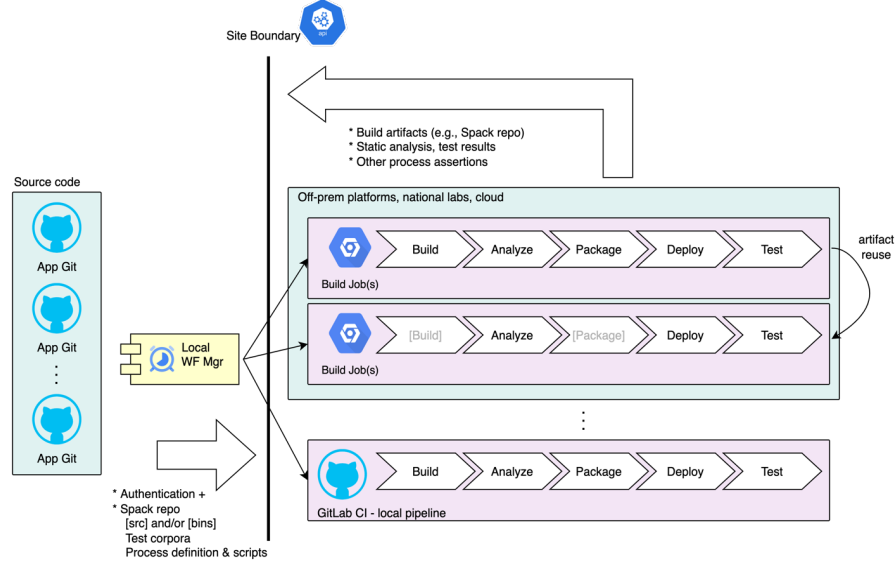 Site Boundary
api
* Build artifacts (e.g., Spack repo)
* Static analysis, test results
* Other process assertions
Source code
App Git
App Git
App Git
Local
WF Mgr
Off-prem platforms, national labs, cloud
Build Job(s)
Build
Analyze
Package
Deploy
Test
artifact
reuse
Build Job(s)
[Build]
Analyze
[Package]
Deploy
Test
GitLab CI - local pipeline
Build
Analyze
Package
Deploy
Test
* Authentication +
* Spack repo
[src] and/or [bins]
Test corpora
Process definition & scripts